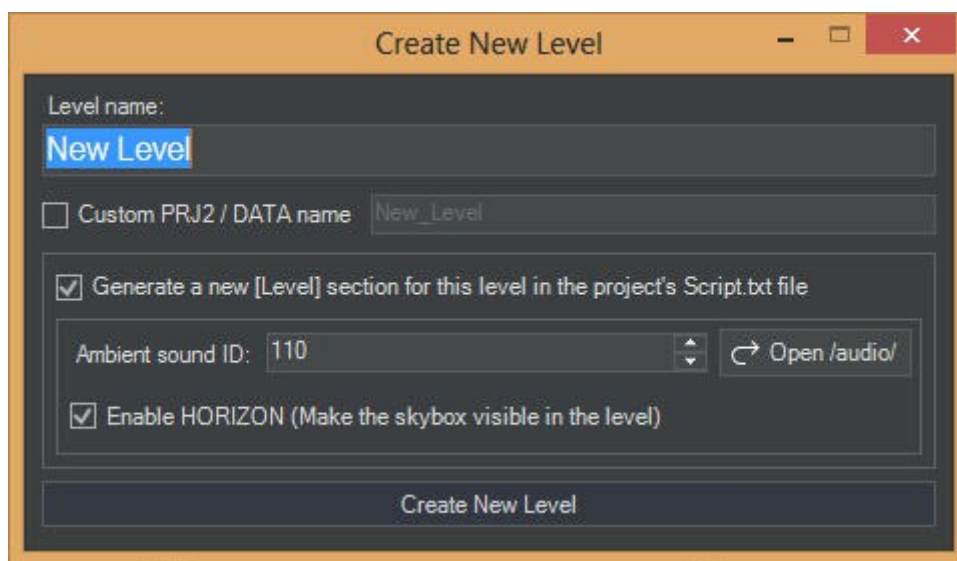 Create New Level
Level name:
New Level
Custom PRJ2 / DATA name New_Level
Generate a new [Level] section for this level in the project's Script.txt file
Ambient sound ID: 110 Open /audio/
Enable HORIZON (Make the skybox visible in the level)
Create New Level